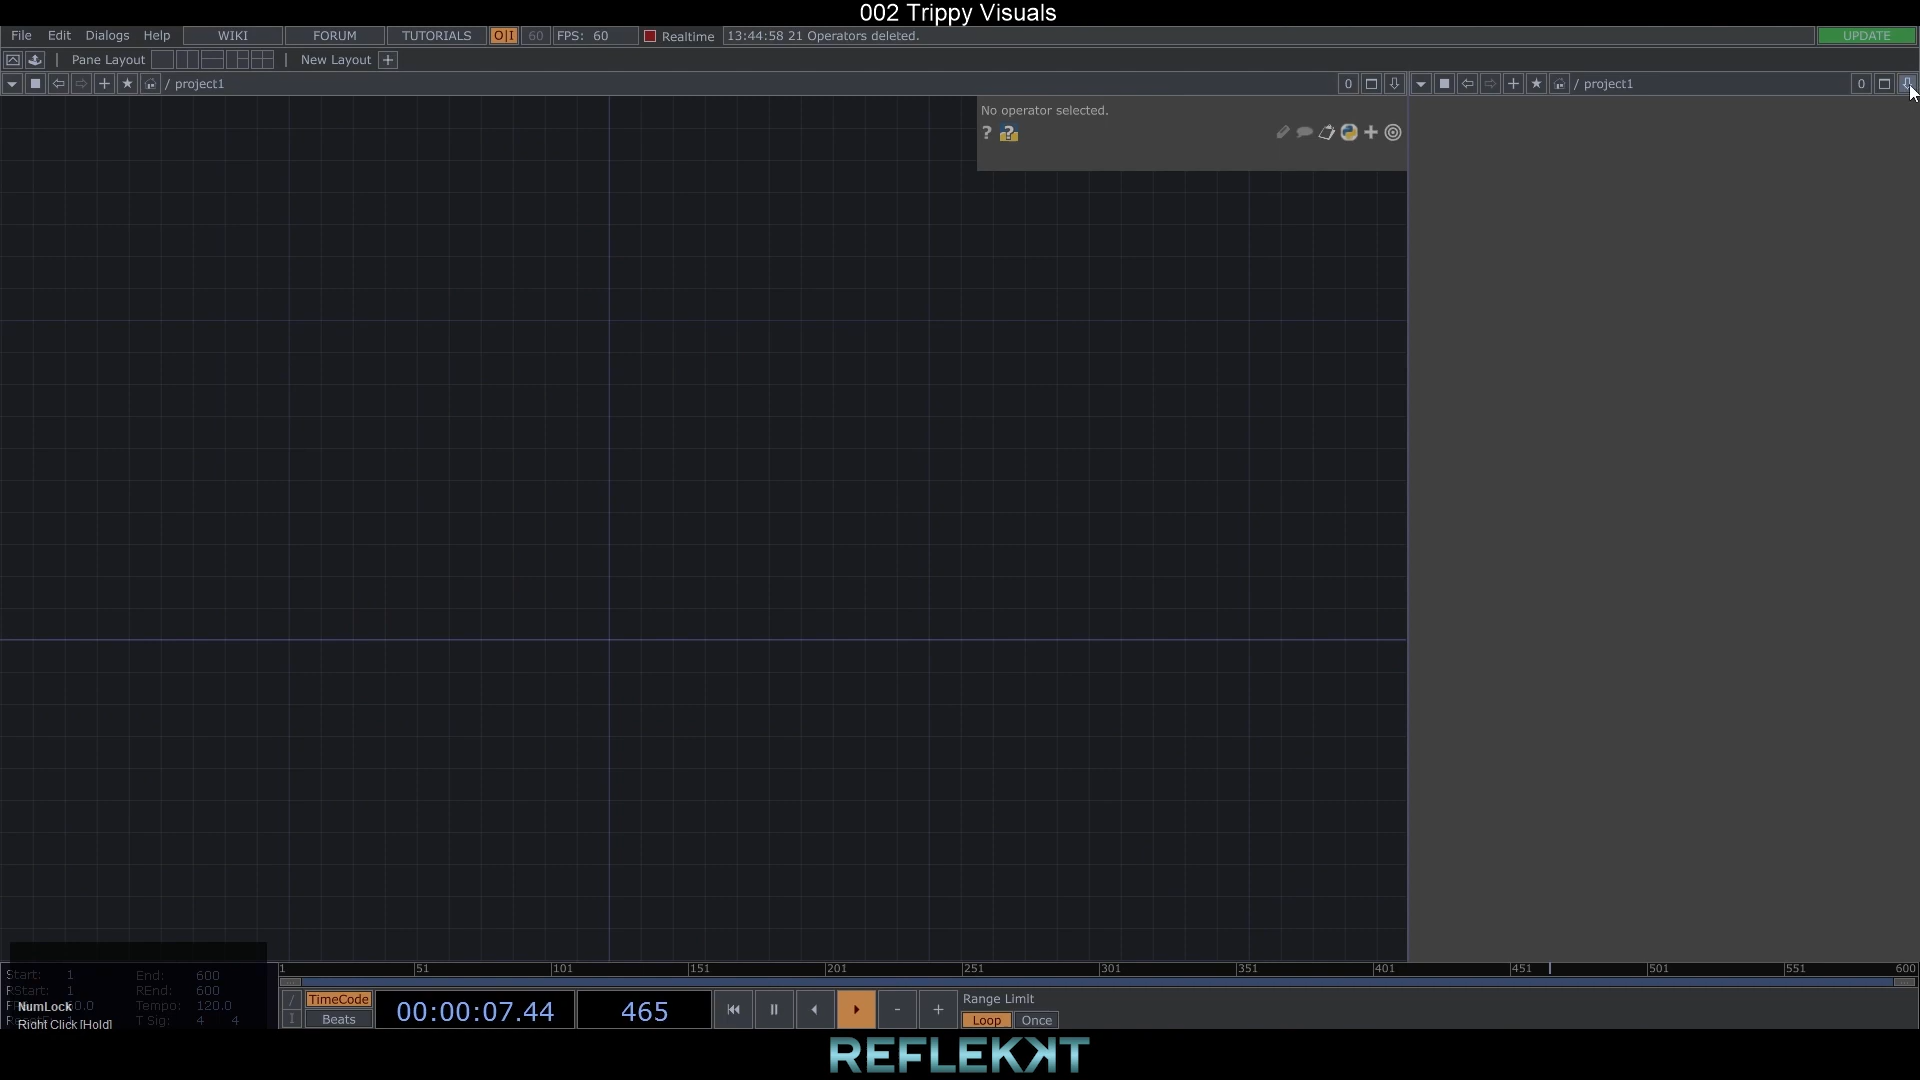 002 Trippy Visuals
File Edit Dialogs Help WIKI FORUM TUTORIALS O|I 60 FPS: 60 Realtime 13:44:58 21 Operators deleted. UPDATE
Pane Layout New Layout +
/ project1 0 / project1 0
No operator selected.
? ?
1 51 101 151 201 251 301 351 401 451 501 551 600
Start: 1 End: 600
RStart: 1 REnd: 600
NumLock Tempo: 120.0
Right Click [Hold] T Sig: 4 4
TimeCode 00:00:07.44 465 - + Range Limit
Beats Loop Once
REFLEKKT